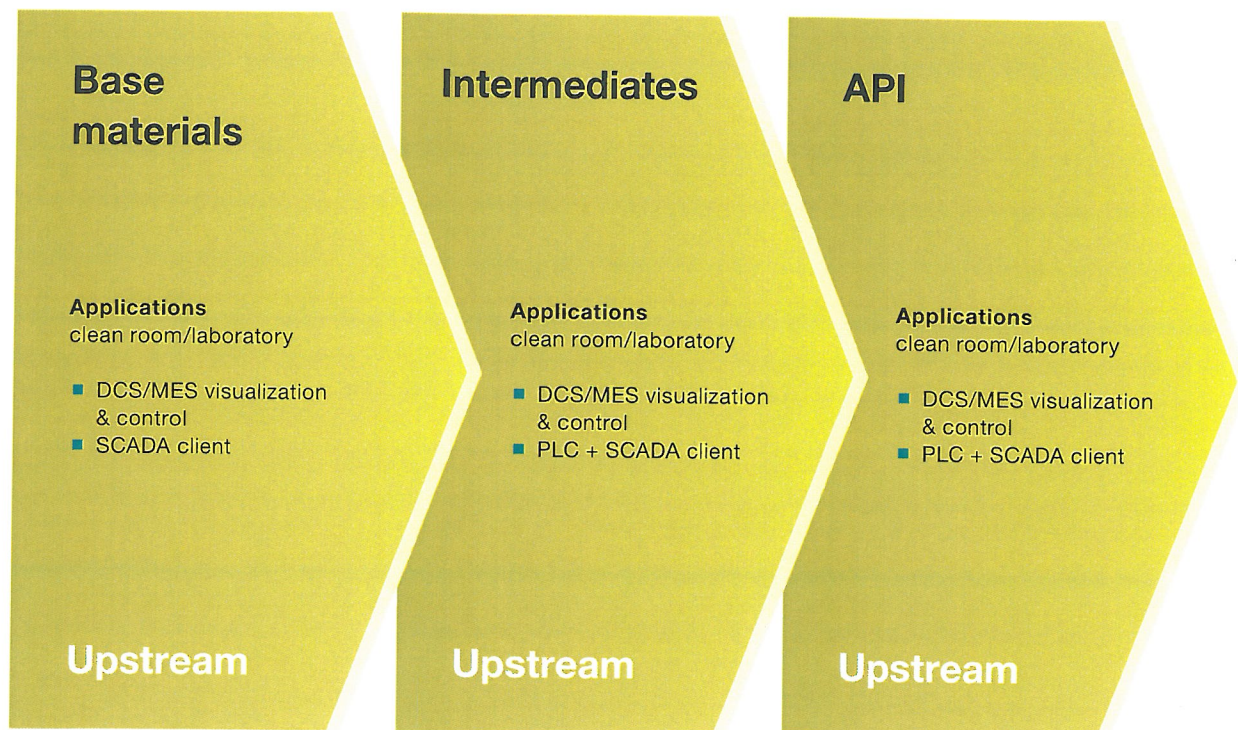 Base
materials
Applications
clean room/laboratory
■ DCS/MES visualization
& control
■ SCADA client
Upstream
Intermediates
Applications
clean room/laboratory
■ DCS/MES visualization
& control
■ PLC + SCADA client
Upstream
API
Applications
clean room/laboratory
■ DCS/MES visualization
& control
■ PLC + SCADA client
Upstream